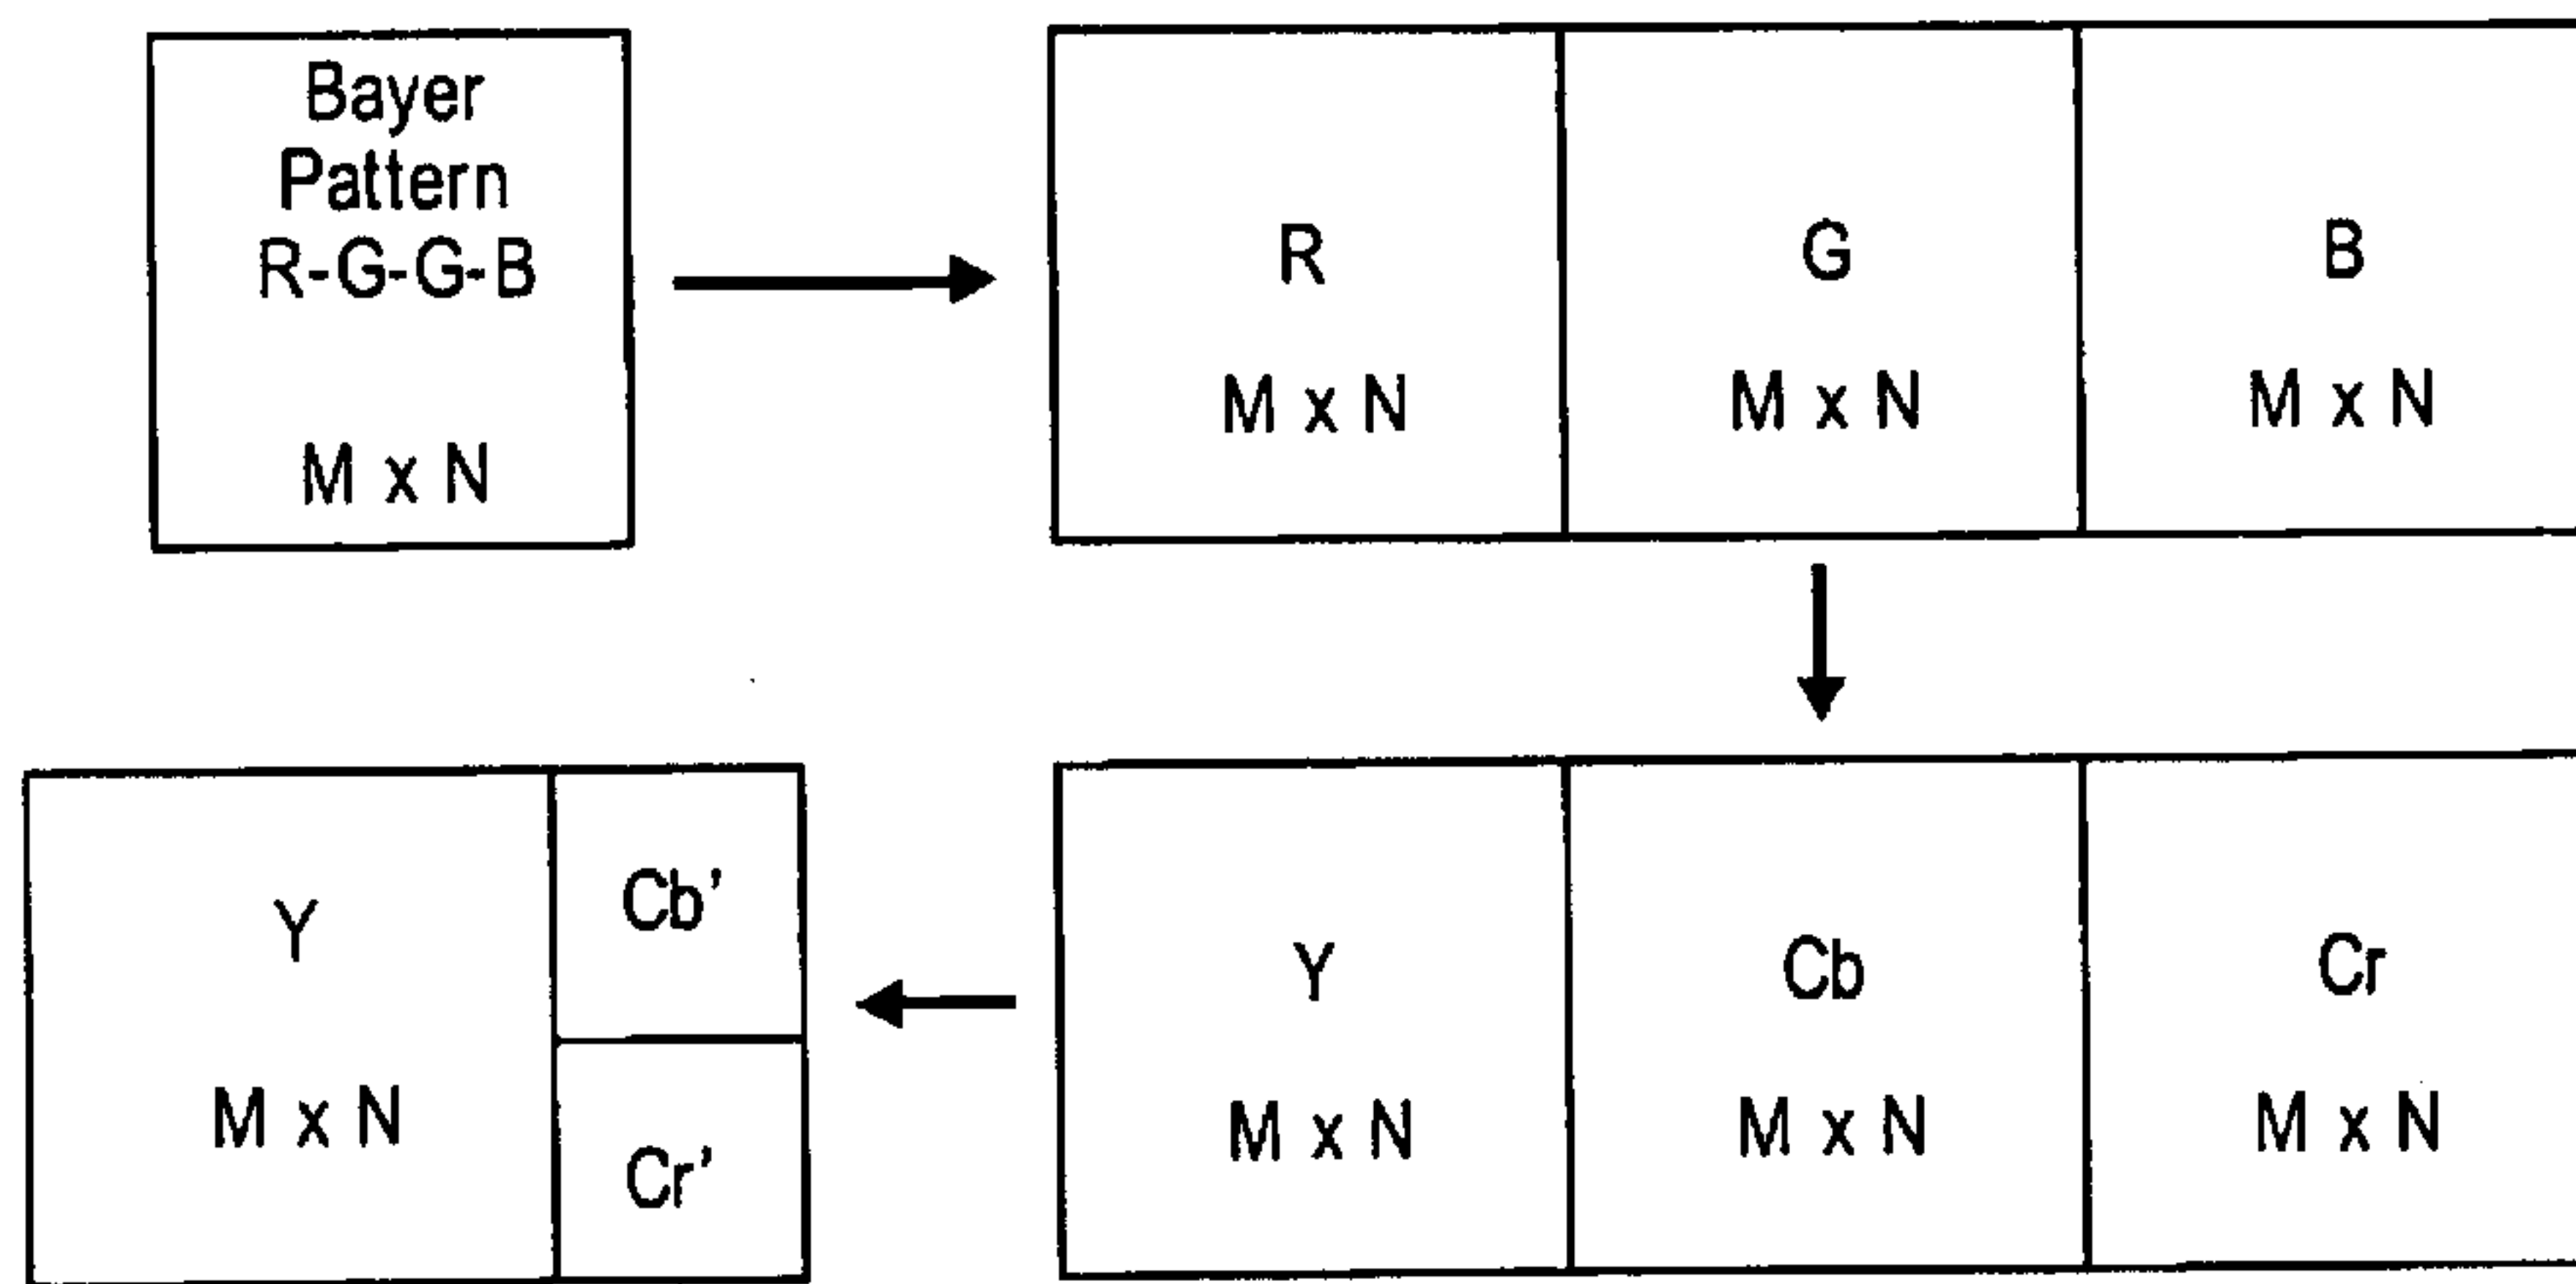 Bayer
Pattern
R-G-G-B
M x N
R
M x N
G
M x N
B
M x N
Y
M x N
Cb'
Cr'
Y
M x N
Cb
M x N
Cr
M x N